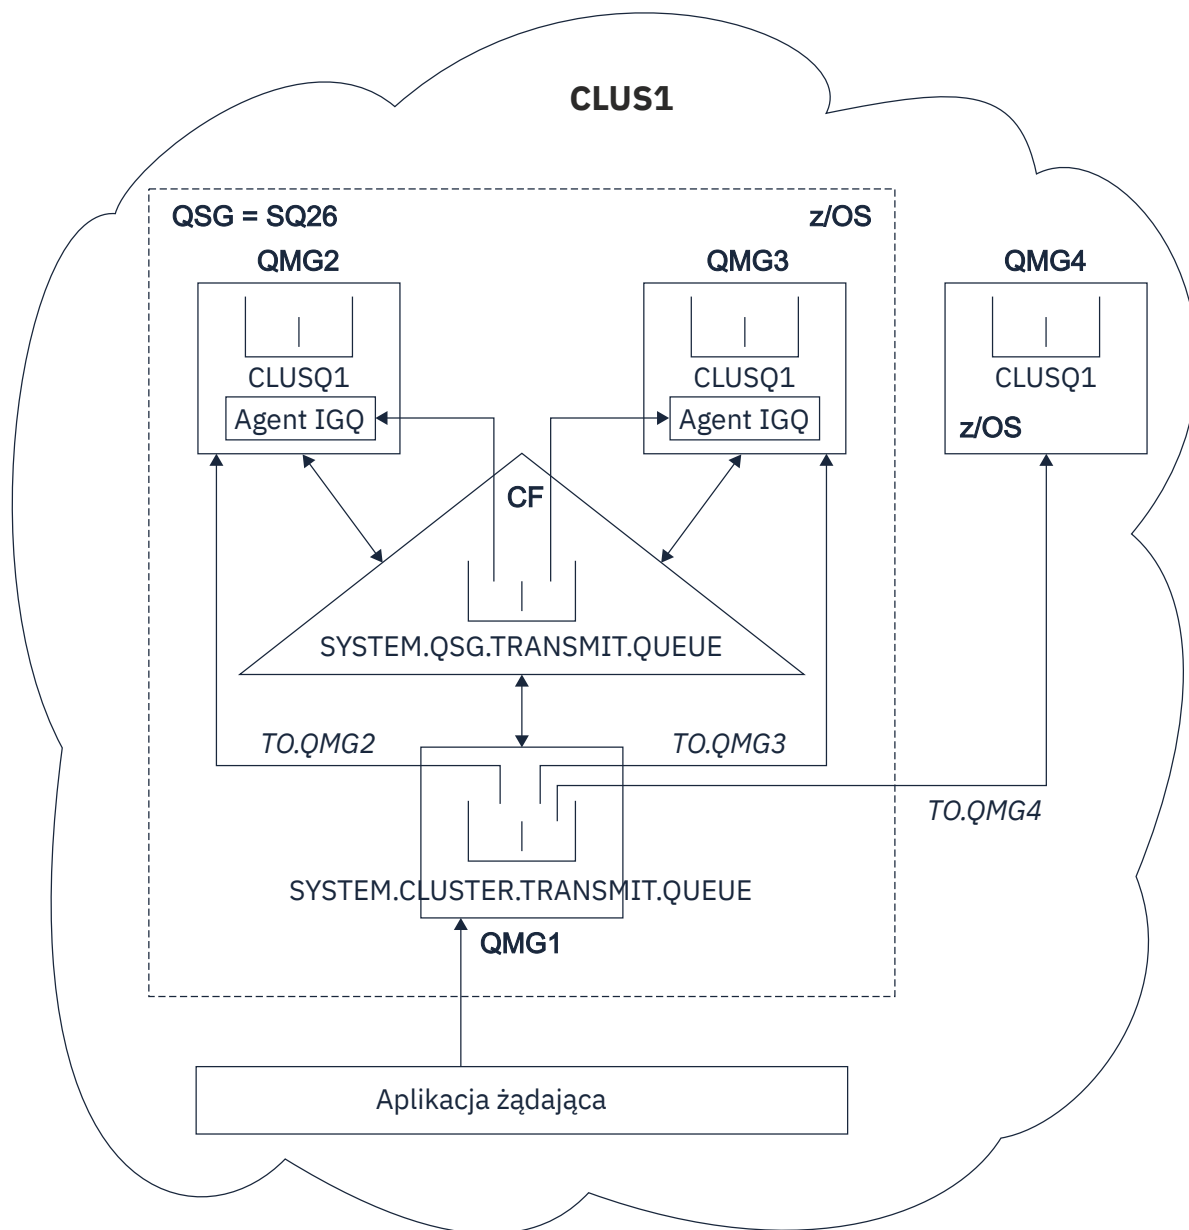 CLUS1
QSG = SQ26
z/OS
QMG2
QMG3
QMG4
CLUSQ1
CLUSQ1
CLUSQ1
Agent IGQ
Agent IGQ
z/OS
CF
SYSTEM.QSG.TRANSMIT.QUEUE
TO.QMG2
TO.QMG3
TO.QMG4
SYSTEM.CLUSTER.TRANSMIT.QUEUE
QMG1
Aplikacja żądająca